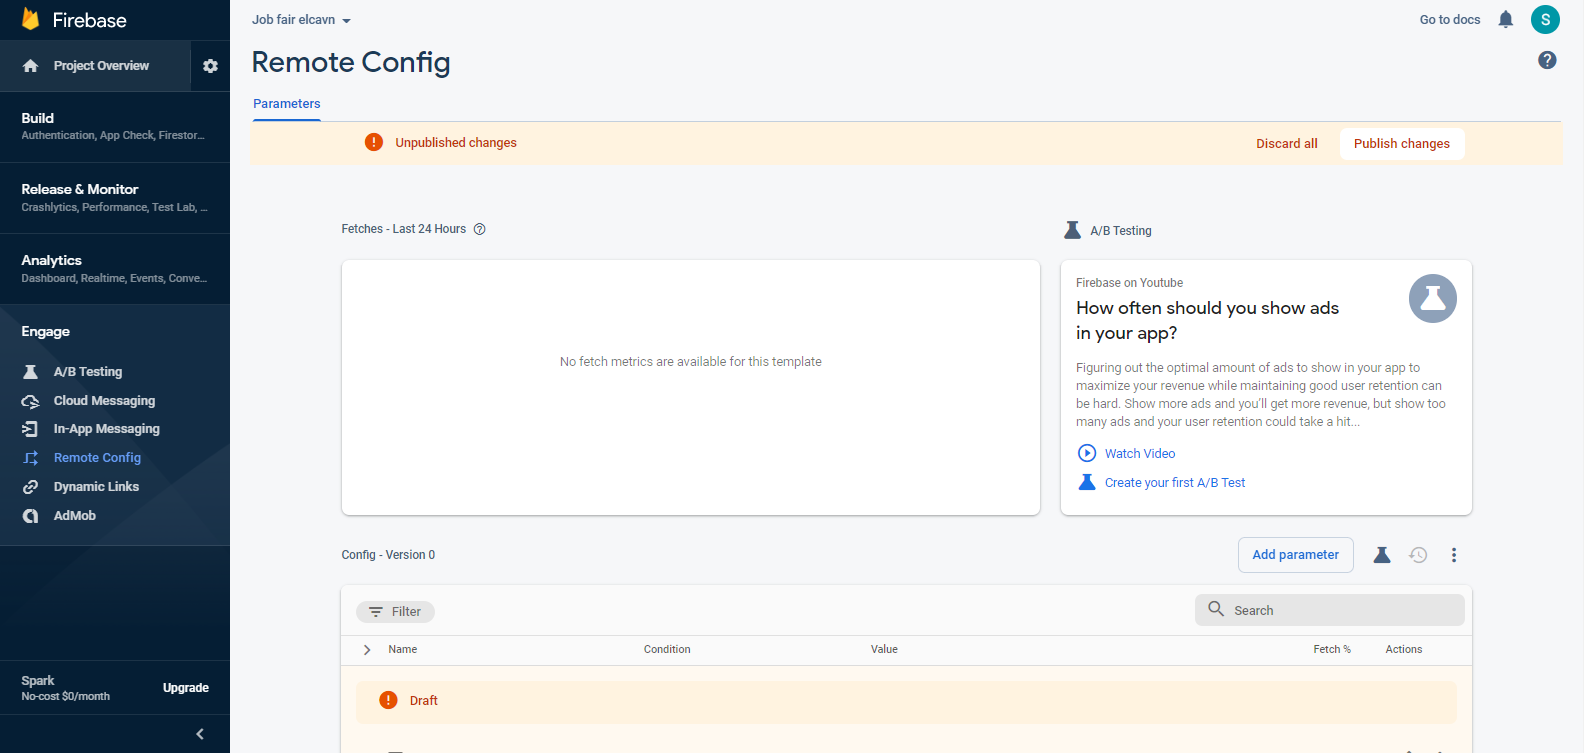 Firebase
Project Overview
Build
Authentication, App Check, Firestor...
Release & Monitor
Crashlytics, Performance, Test Lab, ...
Analytics
Dashboard, Realtime, Events, Conve...
Engage
A/B Testing
Cloud Messaging
In-App Messaging
Remote Config
Dynamic Links
AdMob
Spark
No-cost $0/month
Upgrade
Job fair elcavn
Go to docs
S
Remote Config
?
Parameters
! Unpublished changes
Discard all
Publish changes
Fetches - Last 24 Hours ?
No fetch metrics are available for this template
A/B Testing
Firebase on Youtube
How often should you show ads
in your app?
Figuring out the optimal amount of ads to show in your app to
maximize your revenue while maintaining good user retention can
be hard. Show more ads and you'll get more revenue, but show too
many ads and your user retention could take a hit...
Watch Video
Create your first A/B Test
Config - Version 0
Add parameter
Filter
Search
Name Condition Value Fetch % Actions
! Draft